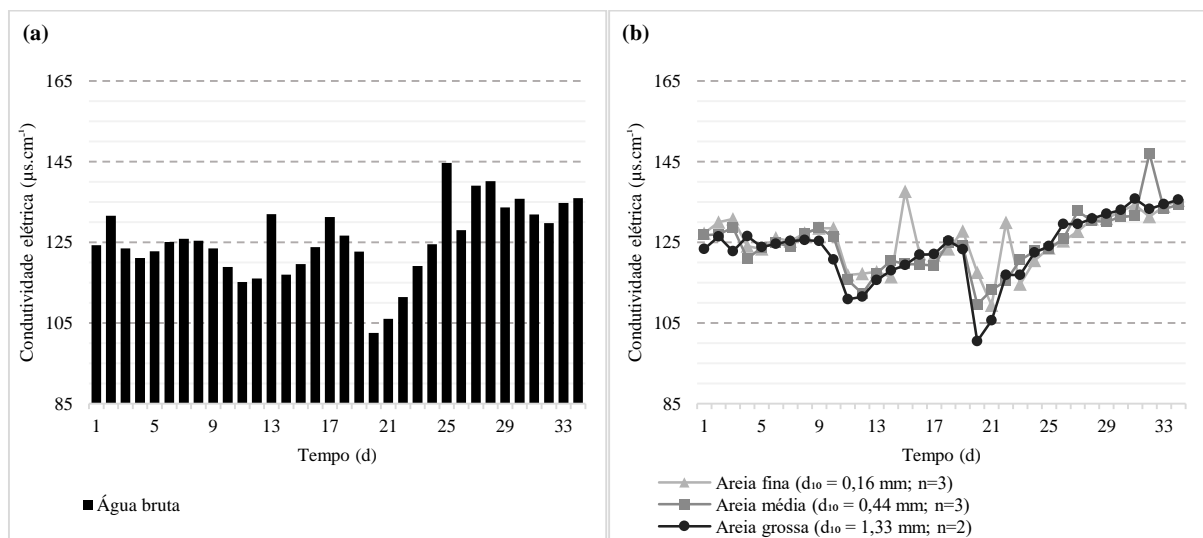 (a)
Condutividade elétrica (µs.cm⁻¹)
165
145
125
105
85
1 5 9 13 17 21 25 29 33
Tempo (d)
Água bruta
(b)
Condutividade elétrica (µs.cm⁻¹)
165
145
125
105
85
1 5 9 13 17 21 25 29 33
Tempo (d)
Areia fina (d₁₀ = 0,16 mm; n=3)
Areia média (d₁₀ = 0,44 mm; n=3)
Areia grossa (d₁₀ = 1,33 mm; n=2)